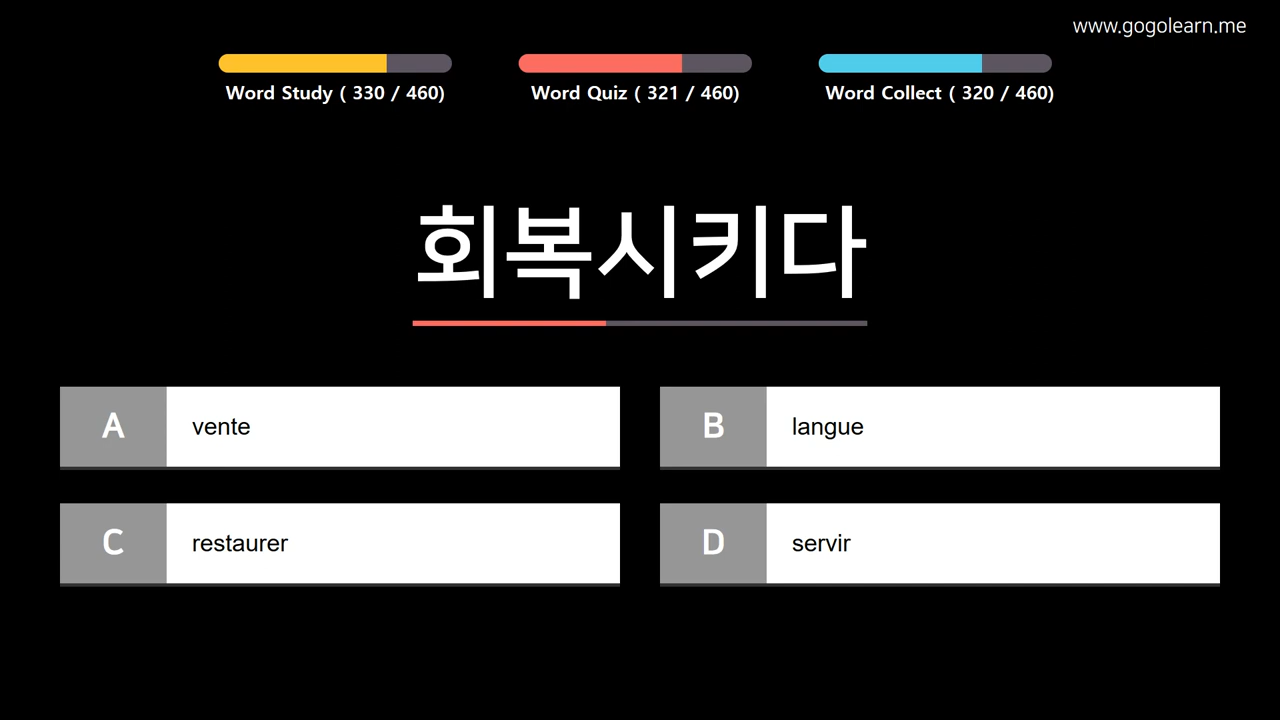 www.gogolearn.me
Word Study ( 330 / 460)
Word Quiz ( 321 / 460)
Word Collect ( 320 / 460)
회복시키다
A vente
B langue
C restaurer
D servir